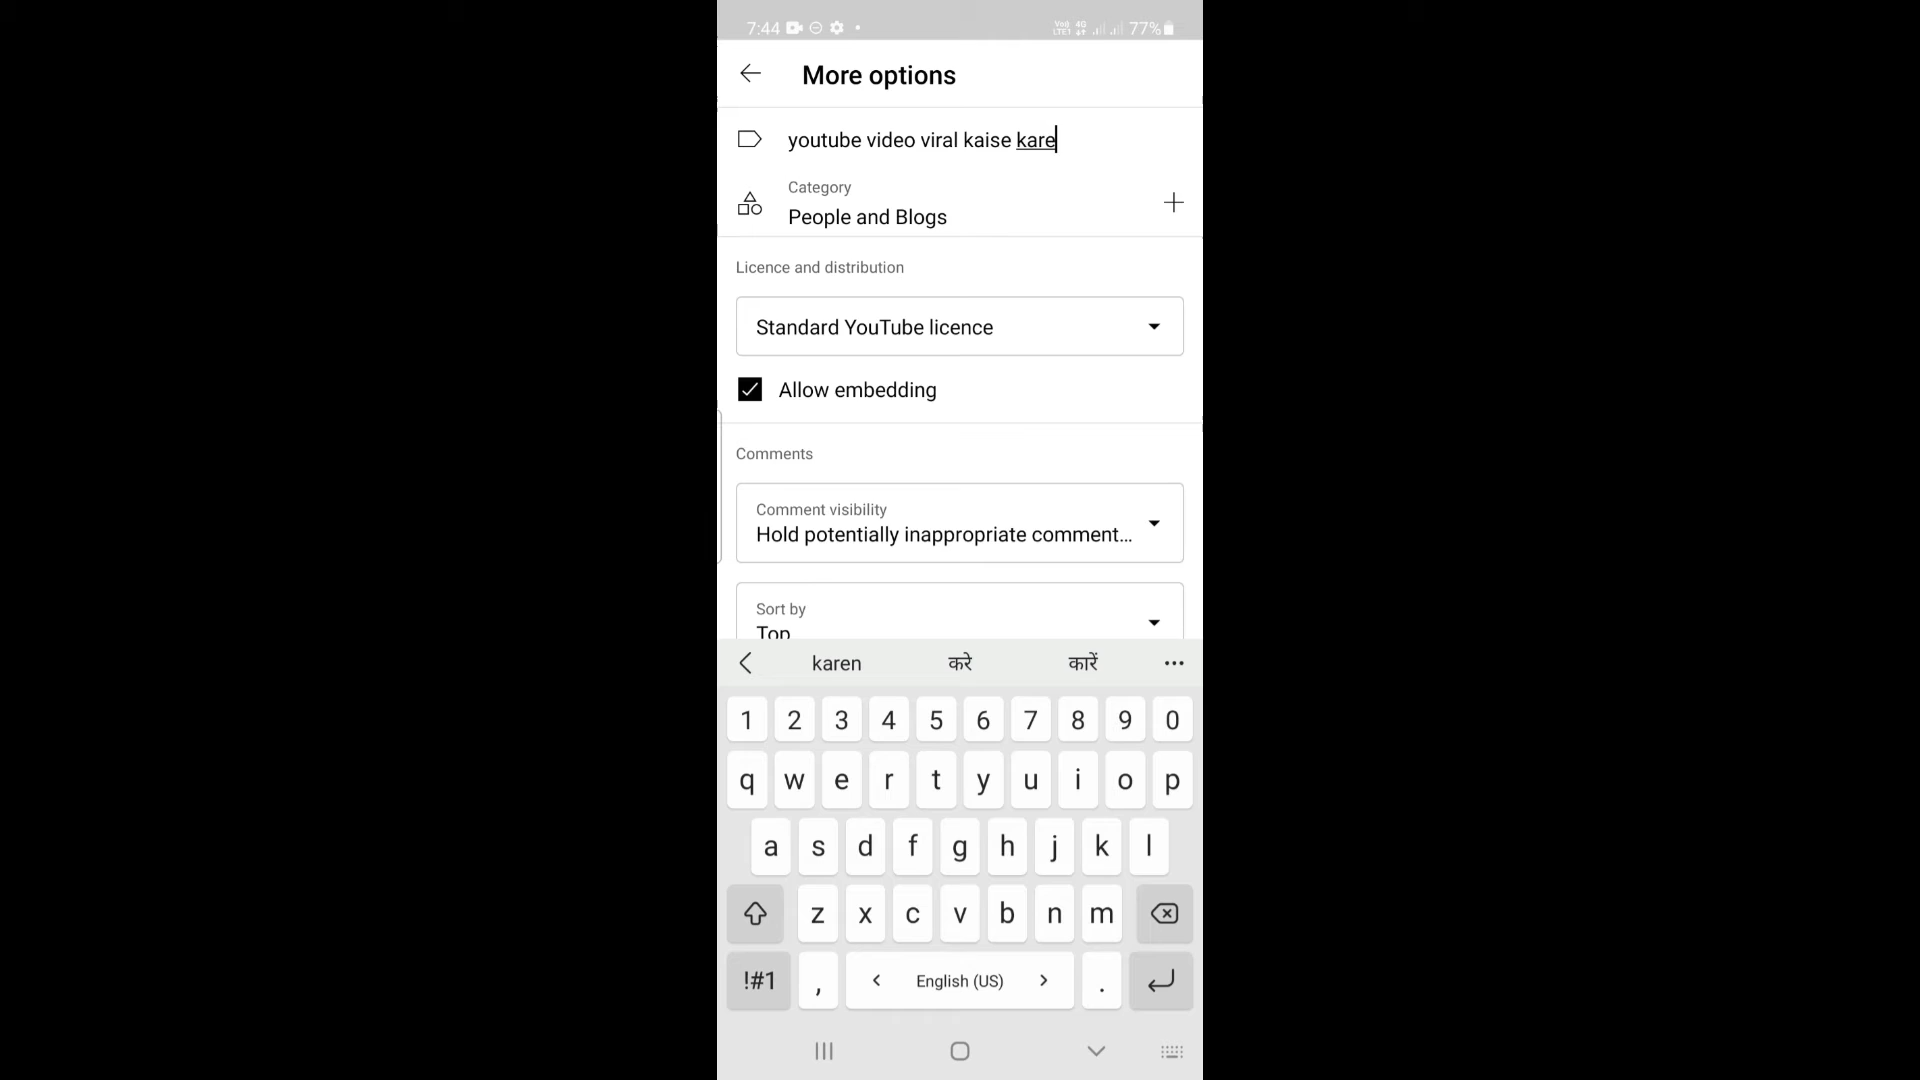 7:44
VoLTE1 4G 77%
More options
youtube video viral kaise kare
Category
People and Blogs
Licence and distribution
Standard YouTube licence
Allow embedding
Comments
Comment visibility
Hold potentially inappropriate comment...
Sort by
Top
karen करे कारें
1 2 3 4 5 6 7 8 9 0
q w e r t y u i o p
a s d f g h j k l
z x c v b n m
!#1 , < English (US) > .